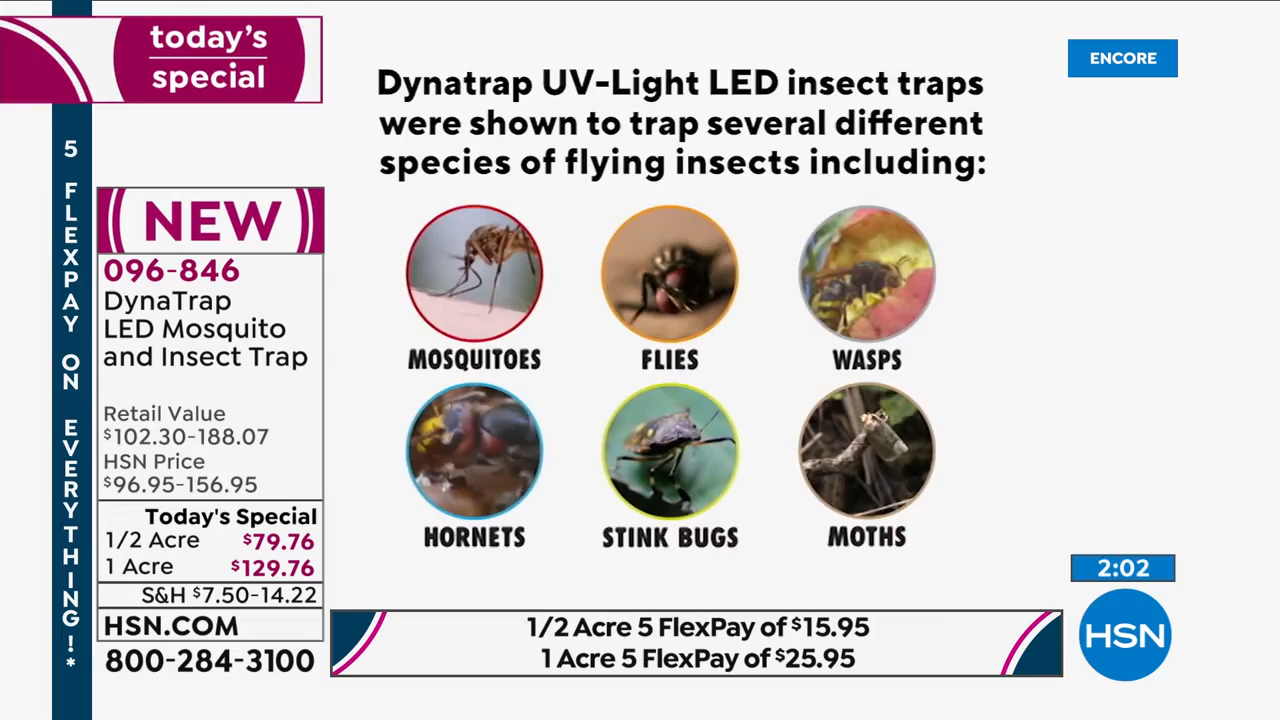 today's
special
ENCORE
Dynatrap UV-Light LED insect traps
were shown to trap several different
species of flying insects including:
5 FLEXPAY ON EVERYTHING!*
NEW
096-846
DynaTrap
LED Mosquito
and Insect Trap
Retail Value
$102.30-188.07
HSN Price
$96.95-156.95
Today's Special
1/2 Acre $79.76
1 Acre $129.76
S&H $7.50-14.22
HSN.COM
800-284-3100
MOSQUITOES
FLIES
WASPS
HORNETS
STINK BUGS
MOTHS
2:02
HSN
1/2 Acre 5 FlexPay of $15.95
1 Acre 5 FlexPay of $25.95